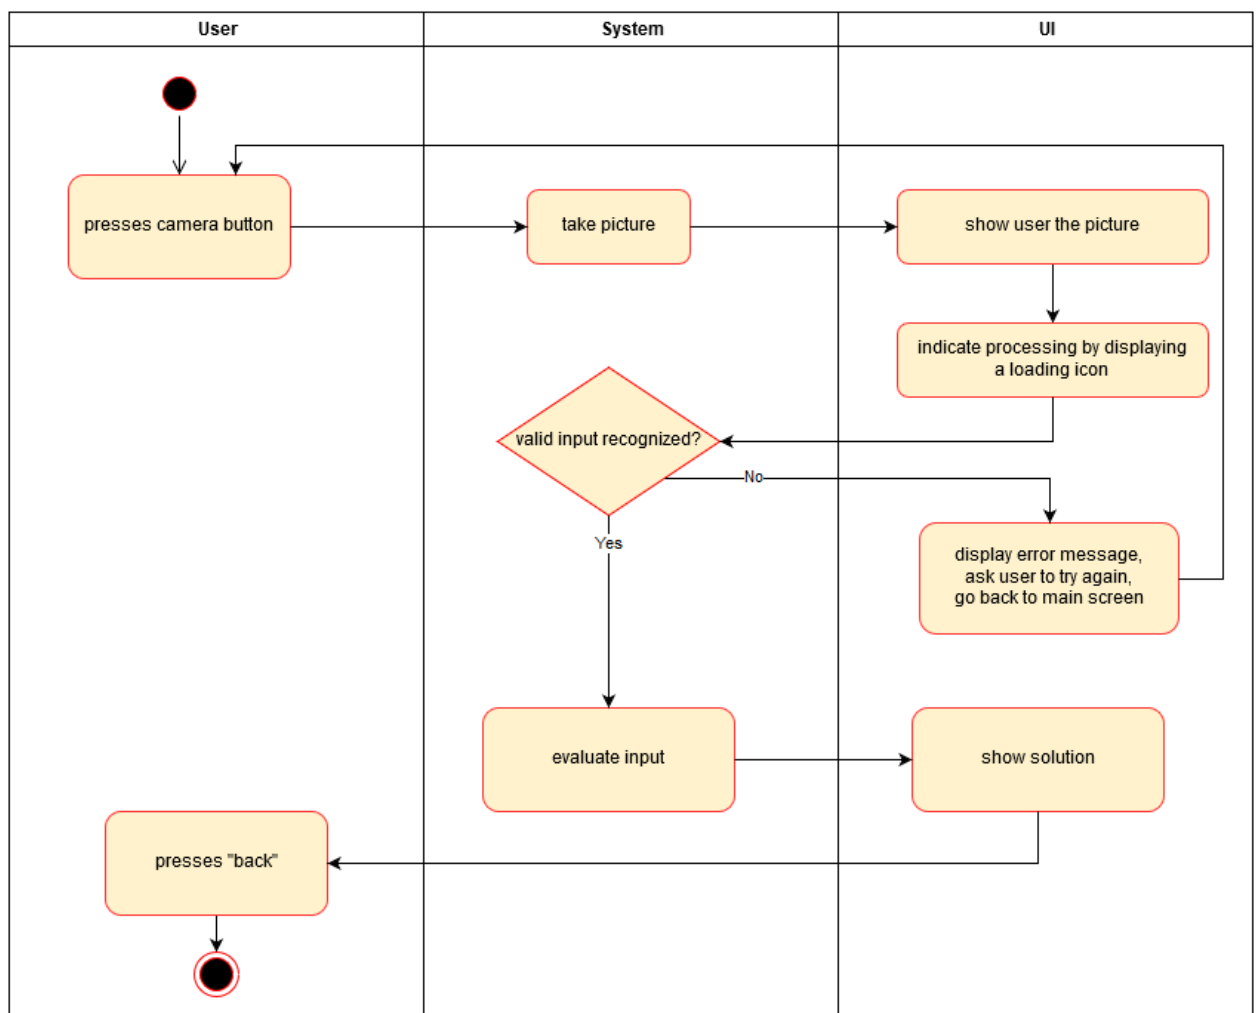 User
System
UI
presses camera button
take picture
show user the picture
indicate processing by displaying
a loading icon
valid input recognized?
No
Yes
display error message,
ask user to try again,
go back to main screen
evaluate input
show solution
presses "back"